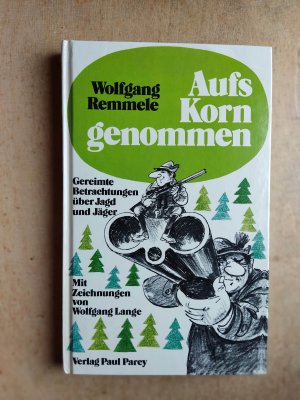 Wolfgang
Remmele
Aufs
Korn
genommen
Gereimte
Betrachtungen
über Jagd
und Jäger
Mit
Zeichnungen
von
Wolfgang Lange
Verlag Paul Parey